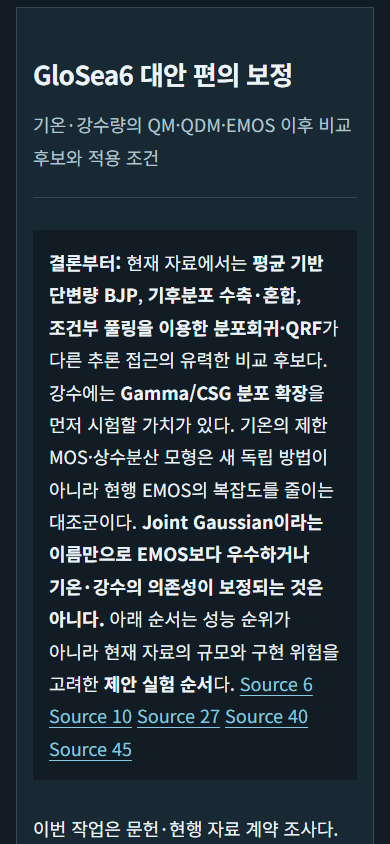 GloSea6 대안 편의 보정
기온·강수량의 QM·QDM·EMOS 이후 비교
후보와 적용 조건
결론부터: 현재 자료에서는 평균 기반
단변량 BJP, 기후분포 수축·혼합,
조건부 풀링을 이용한 분포회귀·QRF가
다른 추론 접근의 유력한 비교 후보다.
강수에는 Gamma/CSG 분포 확장을
먼저 시험할 가치가 있다. 기온의 제한
MOS·상수분산 모형은 새 독립 방법이
아니라 현행 EMOS의 복잡도를 줄이는
대조군이다. Joint Gaussian이라는
이름만으로 EMOS보다 우수하거나
기온·강수의 의존성이 보정되는 것은
아니다. 아래 순서는 성능 순위가
아니라 현재 자료의 규모와 구현 위험을
고려한 제안 실험 순서다. Source 6
Source 10 Source 27 Source 40
Source 45
이번 작업은 문헌·현행 자료 계약 조사다.